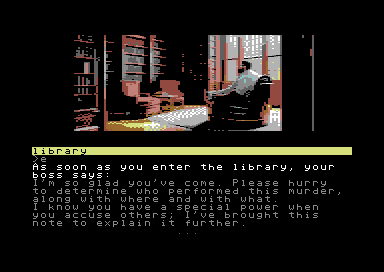 library
>e
As soon as you enter the library, your
boss says:
I'm so glad you've come. Please hurry
to determine who performed this murder,
along with where and with what.
I know you have a special power when
you accuse others; I've brought this
note to explain it further.
...